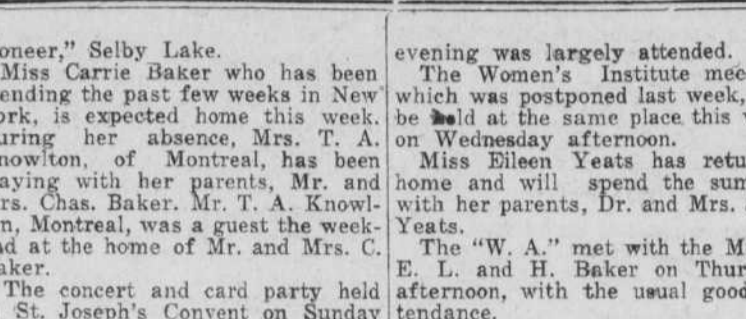 oneer," Selby Lake.
Miss Carrie Baker who has been
ending the past few weeks in New
ork, is expected home this week.
uring her absence, Mrs. T. A.
nowlton, of Montreal, has been
aying with her parents, Mr. and
rs. Chas. Baker. Mr. T. A. Knowl-
n, Montreal, was a guest the week-
nd at the home of Mr. and Mrs. C.
aker.
The concert and card party held
St. Joseph's Convent on Sunday
evening was largely attended.
The Women's Institute mee
which was postponed last week,
be held at the same place this
on Wednesday afternoon.
Miss Eileen Yeats has retu
home and will spend the sum
with her parents, Dr. and Mrs.
Yeats.
The "W. A." met with the M
E. L. and H. Baker on Thur
afternoon, with the usual good
tendance.